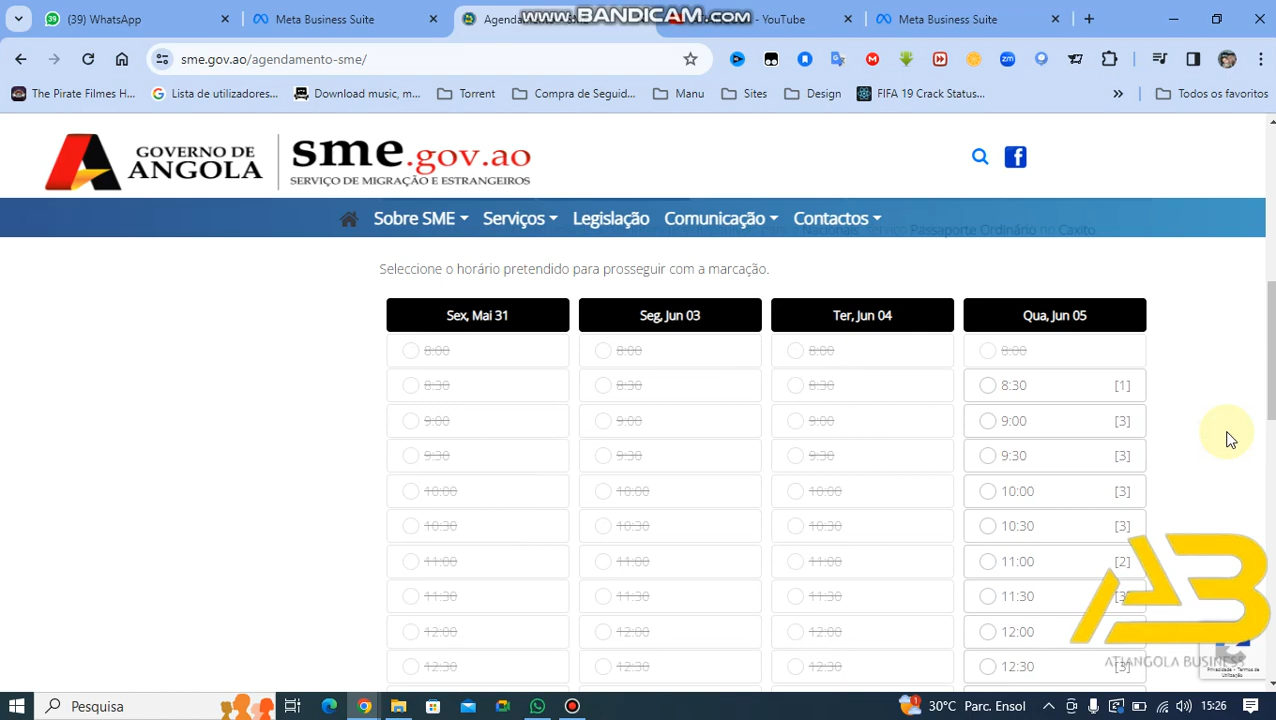 www.BANDICAM.com
(39) WhatsApp
Meta Business Suite
- YouTube
Meta Business Suite
sme.gov.ao/agendamento-sme/
The Pirate Filmes H...
Lista de utilizadores...
Download music, m...
Torrent
Compra de Seguid...
Manu
Sites
Design
FIFA 19 Crack Status...
»
Todos os favoritos
GOVERNO DE
ANGOLA
sme.gov.ao
SERVIÇO DE MIGRAÇÃO E ESTRANGEIROS
Sobre SME
Serviços
Legislação
Comunicação
Contactos
Nacionais, serviço Passaporte Ordinário no Caxito
Seleccione o horário pretendido para prosseguir com a marcação.
Sex, Mai 31 Seg, Jun 03 Ter, Jun 04 Qua, Jun 05
8:00 8:00 8:00 8:00
8:30 8:30 8:30 8:30 [1]
9:00 9:00 9:00 9:00 [3]
9:30 9:30 9:30 9:30 [3]
10:00 10:00 10:00 10:00 [3]
10:30 10:30 10:30 10:30 [3]
11:00 11:00 11:00 11:00 [2]
11:30 11:30 11:30 11:30
12:00 12:00 12:00 12:00
12:30 12:30 12:30 12:30 [3]
AB
ATIANGOLA BUSINESS
Privacidade - Termos de
Utilização
Pesquisa
30°C Parc. Ensol
15:26